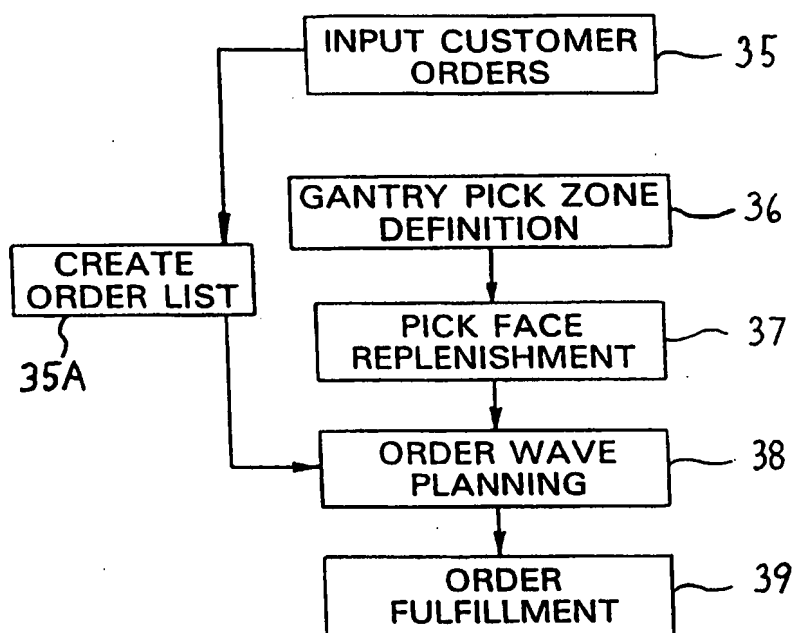 INPUT CUSTOMER
ORDERS
35
GANTRY PICK ZONE
DEFINITION
36
CREATE
ORDER LIST
35A
PICK FACE
REPLENISHMENT
37
ORDER WAVE
PLANNING
38
ORDER
FULFILLMENT
39